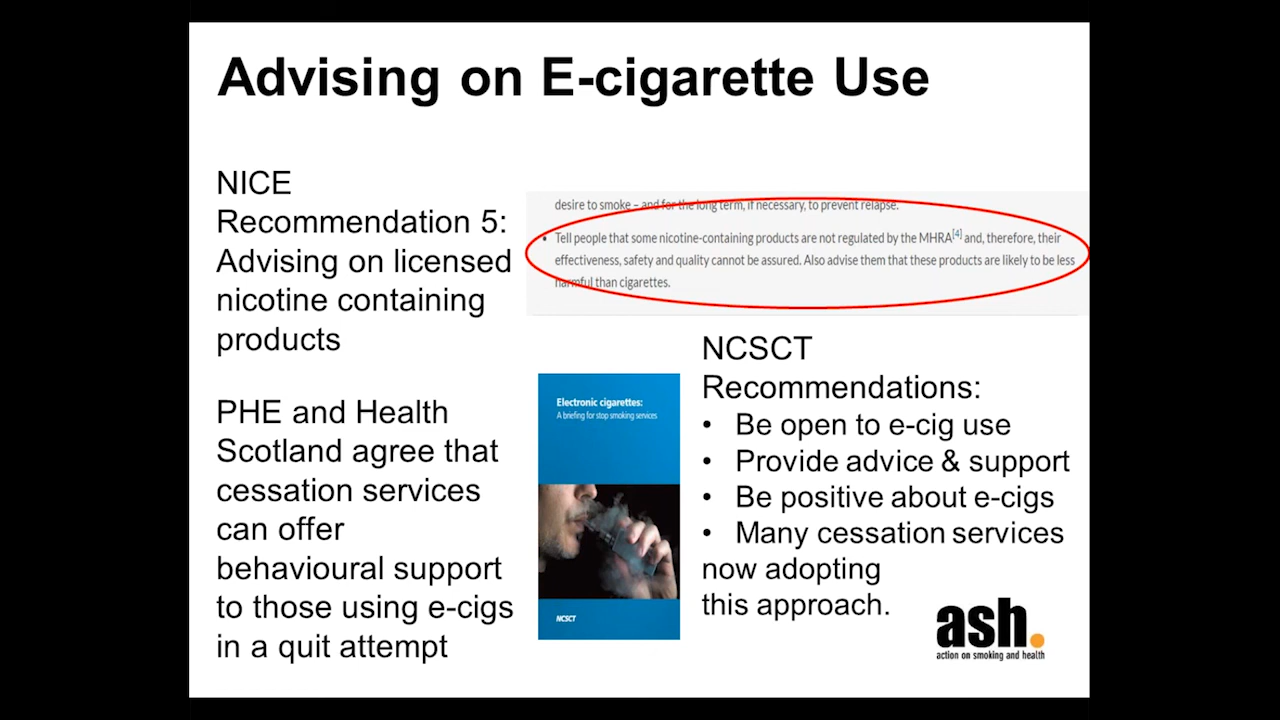 Advising on E-cigarette Use
NICE
Recommendation 5:
Advising on licensed
nicotine containing
products
PHE and Health
Scotland agree that
cessation services
can offer
behavioural support
to those using e-cigs
in a quit attempt
desire to smoke – and for the long term, if necessary, to prevent relapse.
• Tell people that some nicotine-containing products are not regulated by the MHRA[4] and, therefore, their
effectiveness, safety and quality cannot be assured. Also advise them that these products are likely to be less
harmful than cigarettes.
Electronic cigarettes:
A briefing for stop smoking services
NCSCT
NCSCT
Recommendations:
• Be open to e-cig use
• Provide advice & support
• Be positive about e-cigs
• Many cessation services
now adopting
this approach.
ash.
action on smoking and health